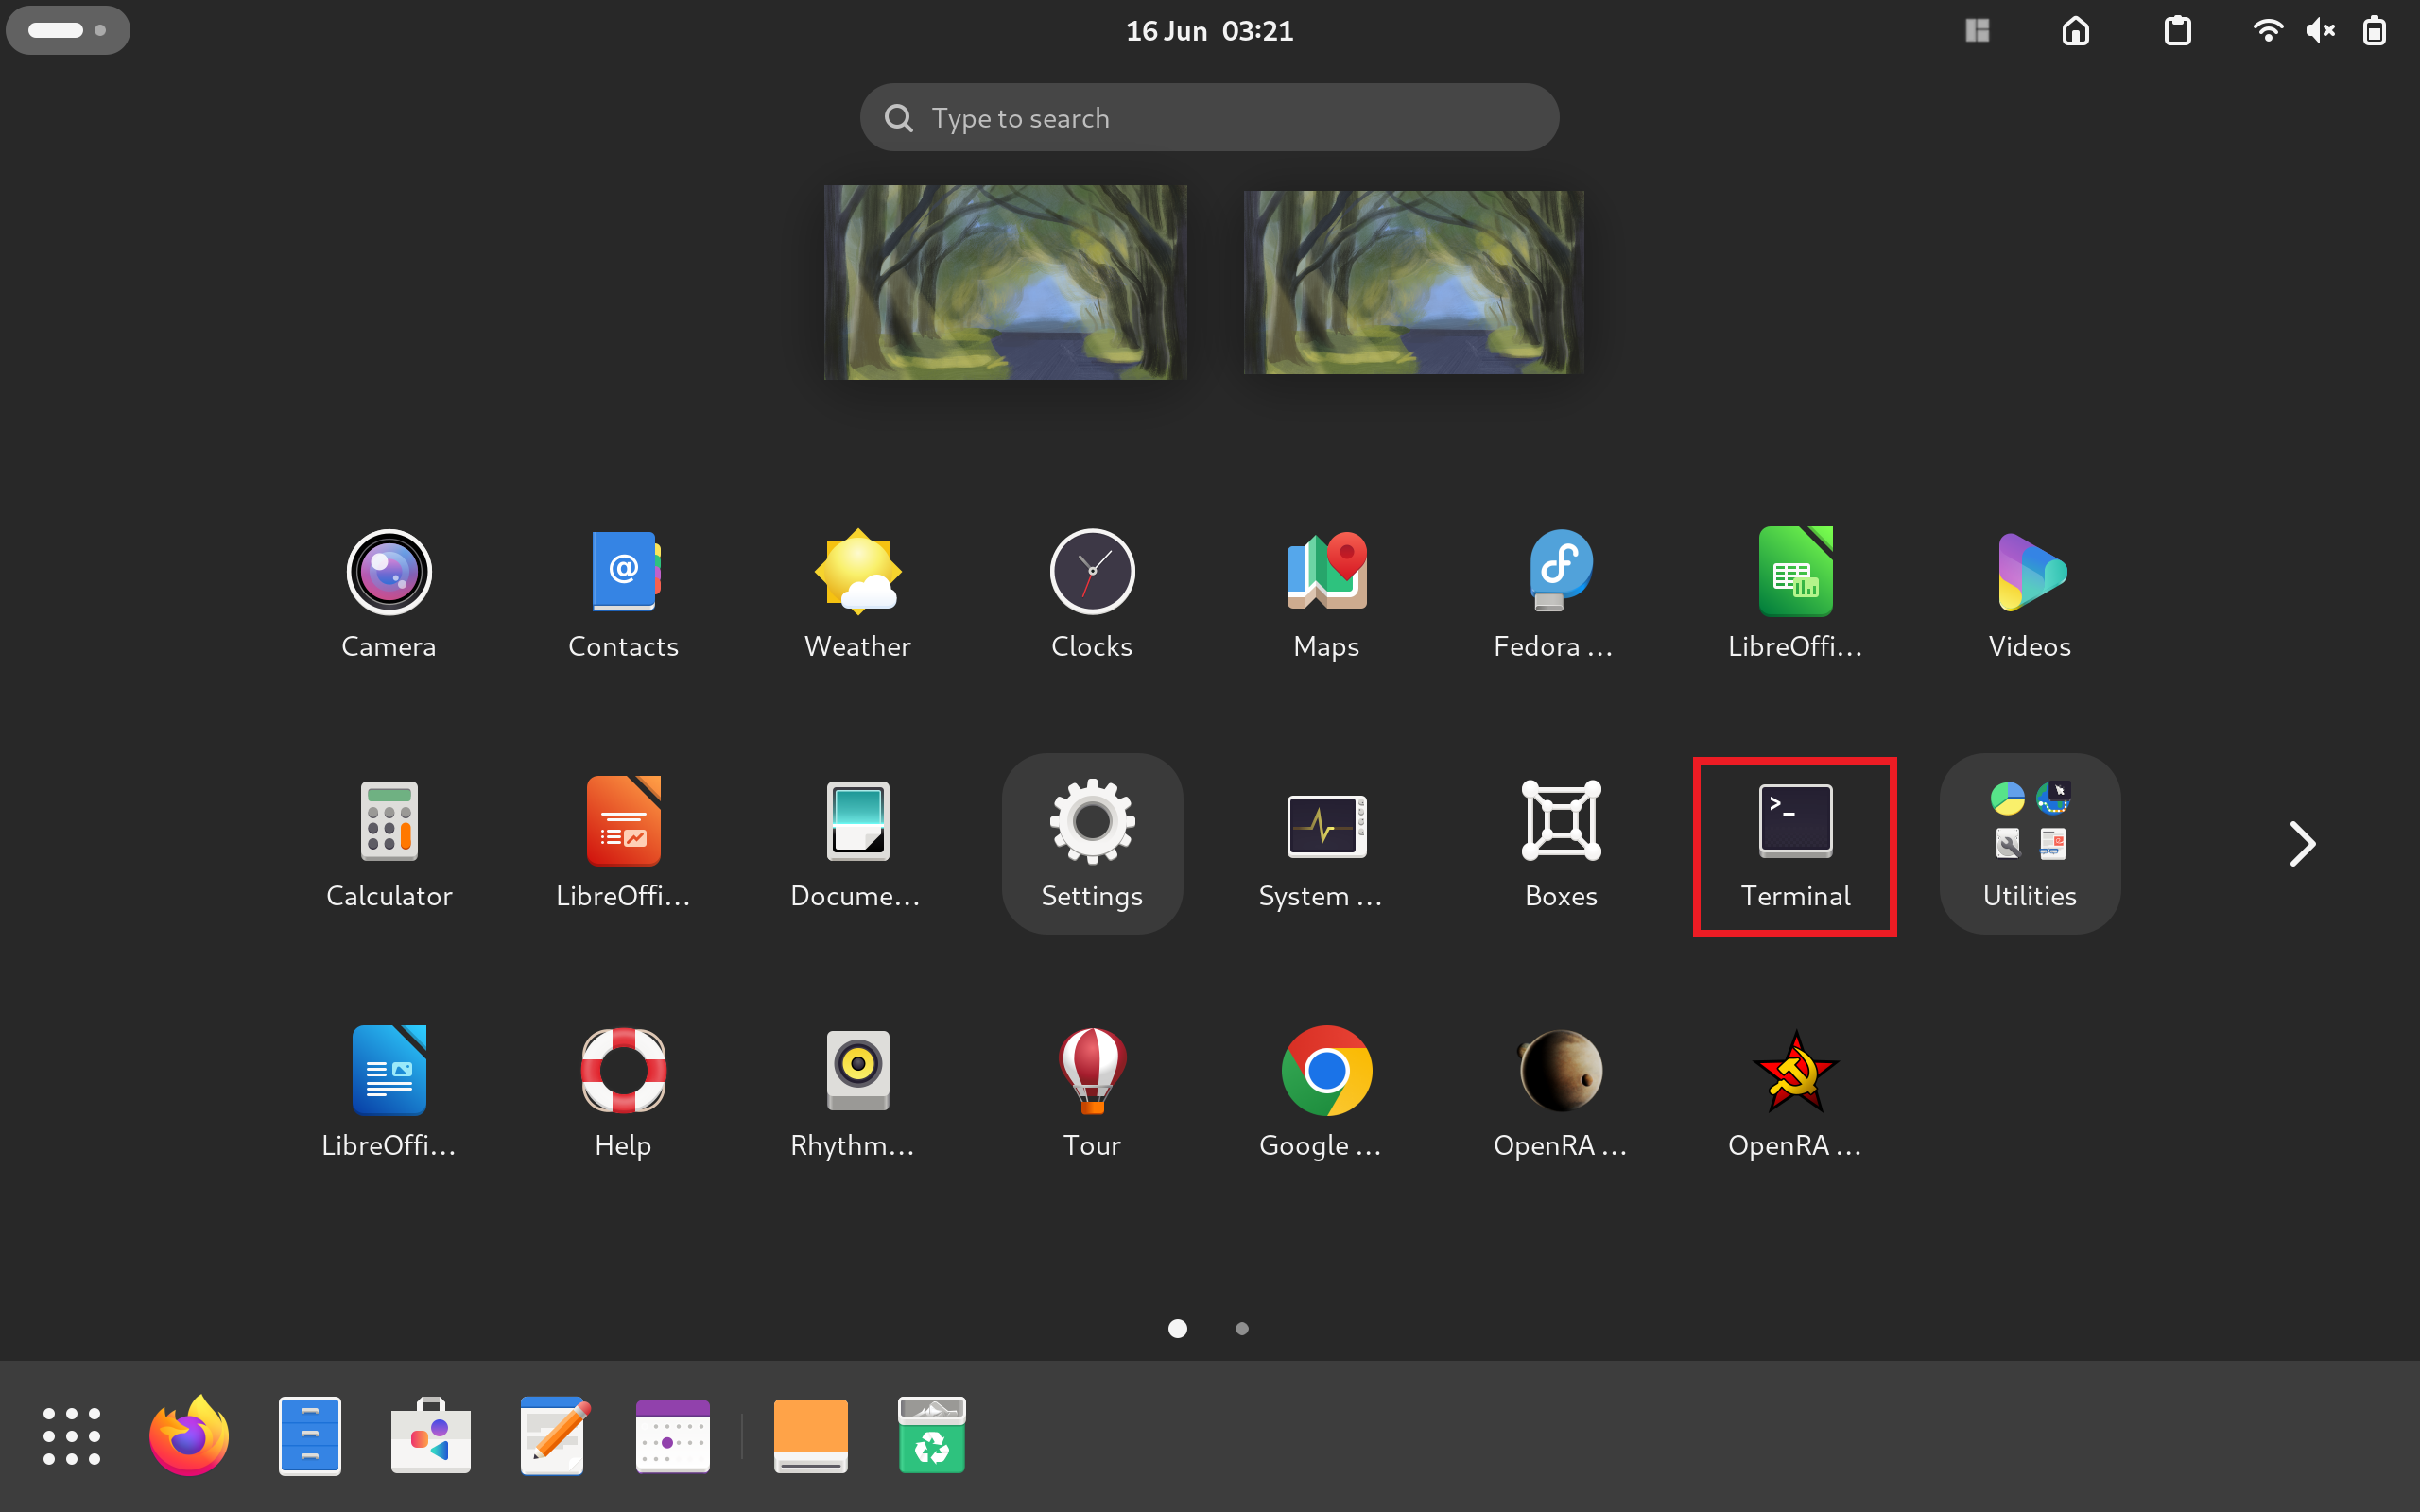 16 Jun 03:21
Type to search
Camera
Contacts
Weather
Clocks
Maps
Fedora ...
LibreOffi...
Videos
Calculator
LibreOffi...
Docume...
Settings
System ...
Boxes
Terminal
Utilities
LibreOffi...
Help
Rhythm...
Tour
Google ...
OpenRA ...
OpenRA ...